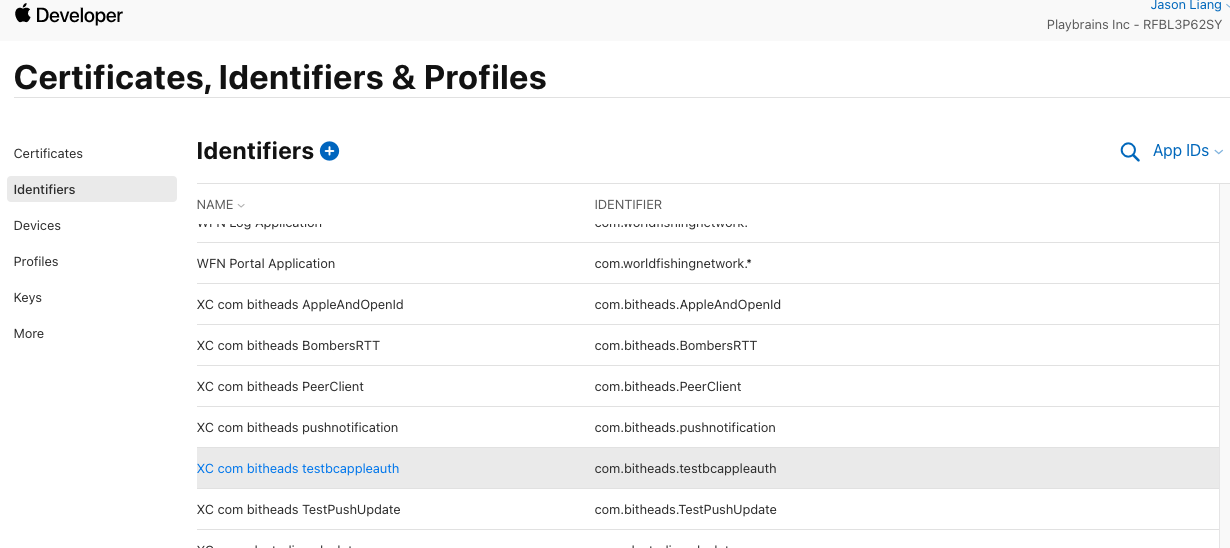 Developer
Jason Liang
Playbrains Inc - RFBL3P62SY
Certificates, Identifiers & Profiles
Certificates
Identifiers
Devices
Profiles
Keys
More
Identifiers
App IDs
NAME IDENTIFIER
WFN Log Application com.worldfishingnetwork.
WFN Portal Application com.worldfishingnetwork.*
XC com bitheads AppleAndOpenId com.bitheads.AppleAndOpenId
XC com bitheads BombersRTT com.bitheads.BombersRTT
XC com bitheads PeerClient com.bitheads.PeerClient
XC com bitheads pushnotification com.bitheads.pushnotification
XC com bitheads testbcappleauth com.bitheads.testbcappleauth
XC com bitheads TestPushUpdate com.bitheads.TestPushUpdate